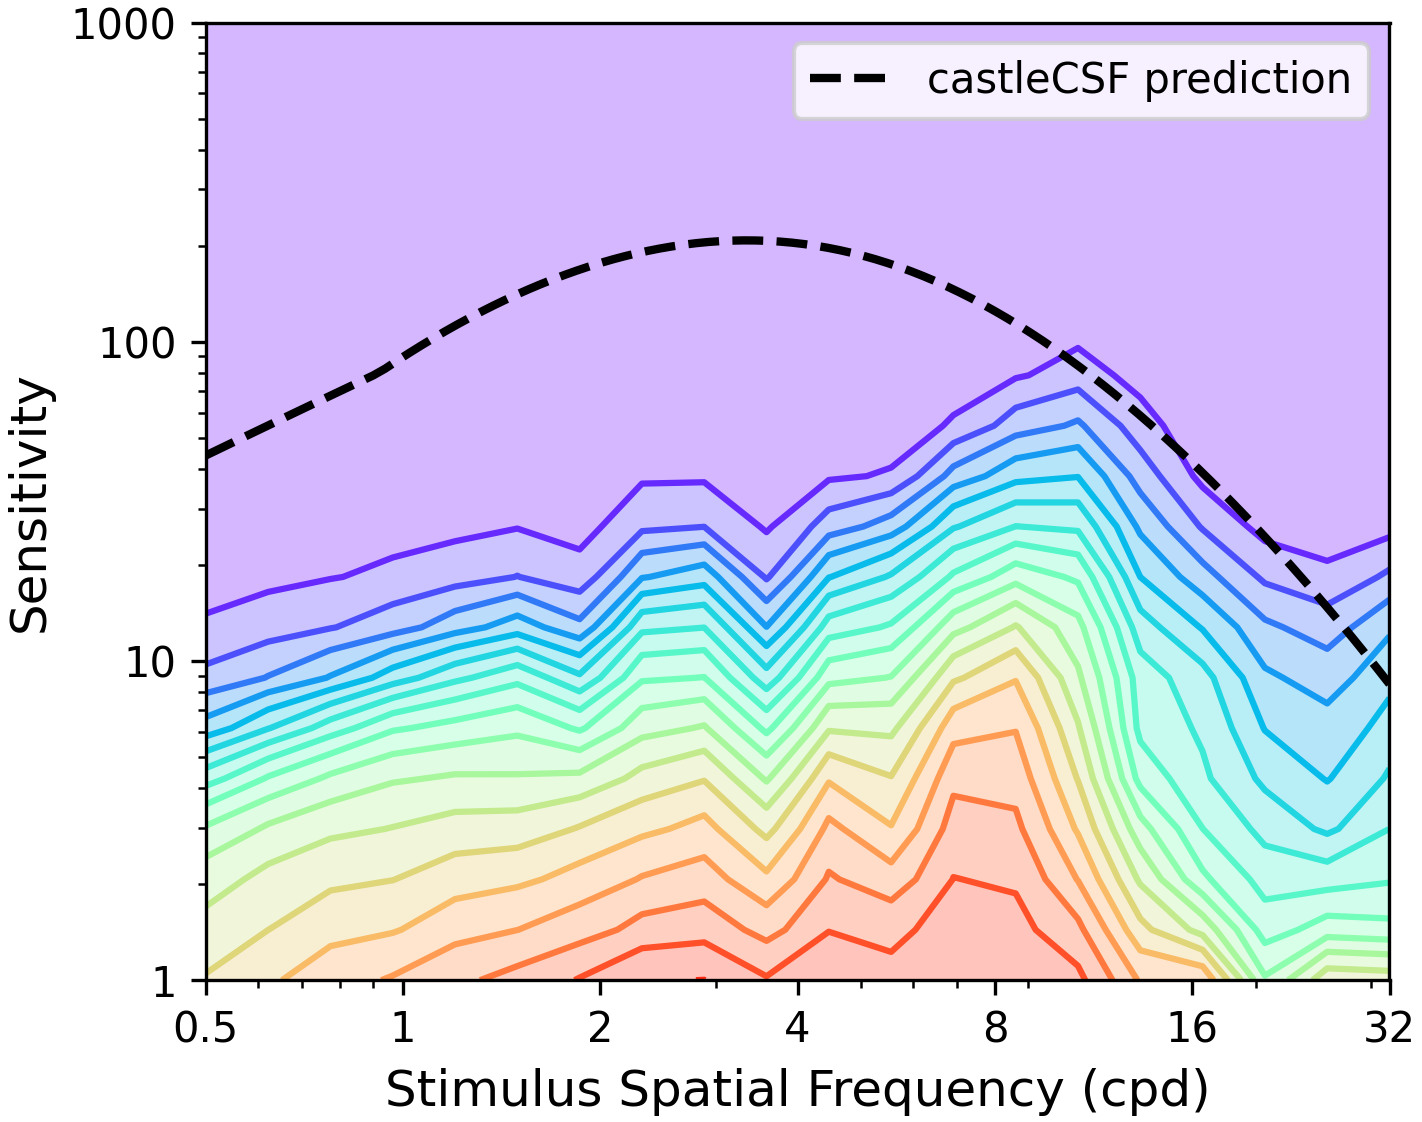 1000
100
10
1
Sensitivity
castleCSF prediction
0.5 1 2 4 8 16 32
Stimulus Spatial Frequency (cpd)